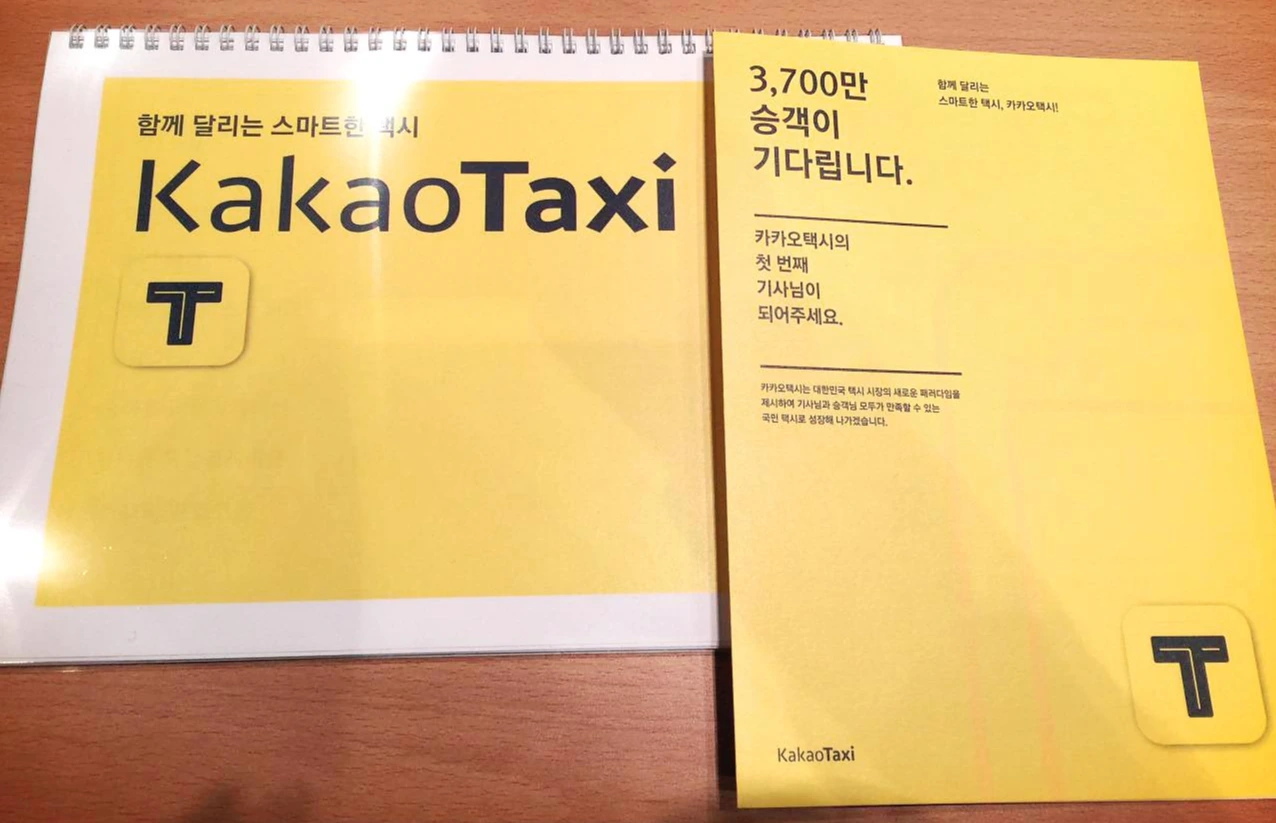 함께 달리는 스마트한 택시
KakaoTaxi
T
3,700만
승객이
기다립니다.
함께 달리는
스마트한 택시, 카카오택시!
카카오택시의
첫 번째
기사님이
되어주세요.
카카오택시는 대한민국 택시 시장의 새로운 패러다임을
제시하여 기사님과 승객님 모두가 만족할 수 있는
국민 택시로 성장해 나가겠습니다.
T
KakaoTaxi